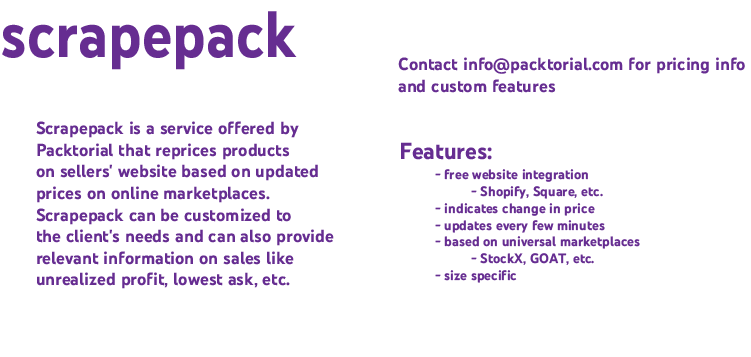 scrapepack
Contact info@packtorial.com for pricing info
and custom features
Scrapepack is a service offered by
Packtorial that reprices products
on sellers' website based on updated
prices on online marketplaces.
Scrapepack can be customized to
the client's needs and can also provide
relevant information on sales like
unrealized profit, lowest ask, etc.
Features:
- free website integration
- Shopify, Square, etc.
- indicates change in price
- updates every few minutes
- based on universal marketplaces
- StockX, GOAT, etc.
- size specific